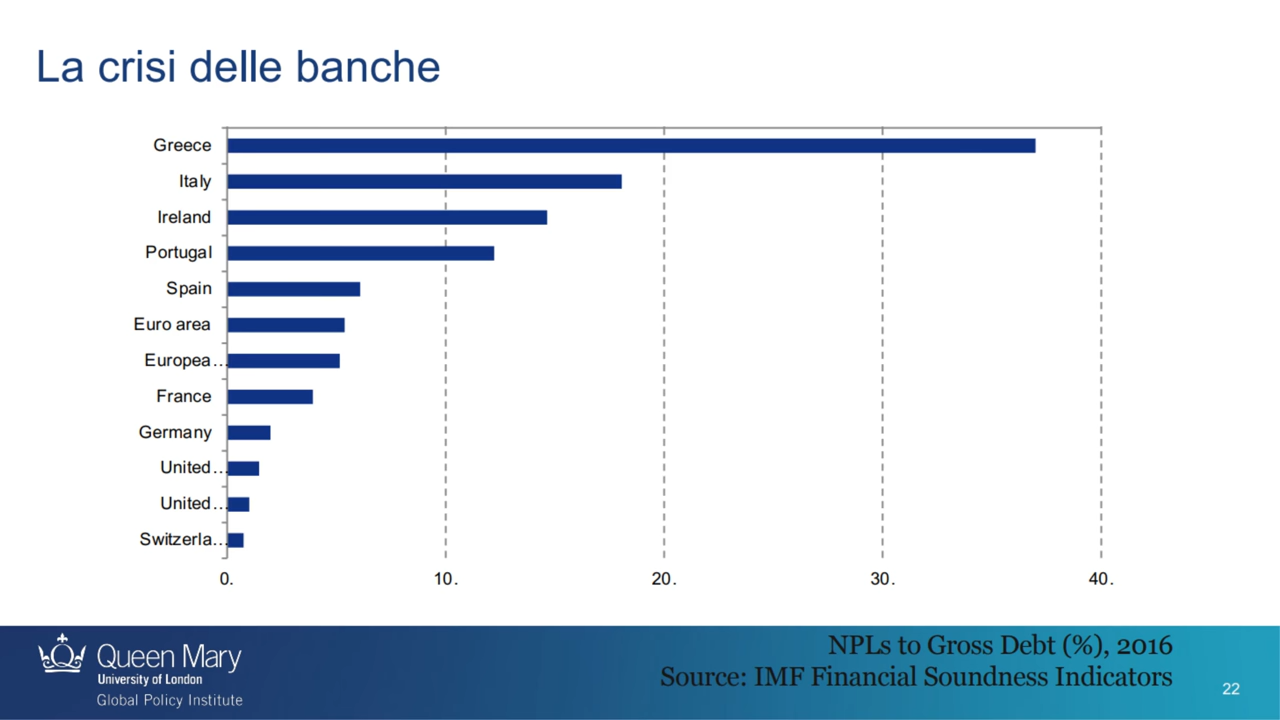 La crisi delle banche
Greece
Italy
Ireland
Portugal
Spain
Euro area
Europea...
France
Germany
United...
United...
Switzerla...
0. 10. 20. 30. 40.
Queen Mary
University of London
Global Policy Institute
NPLs to Gross Debt (%), 2016
Source: IMF Financial Soundness Indicators
22